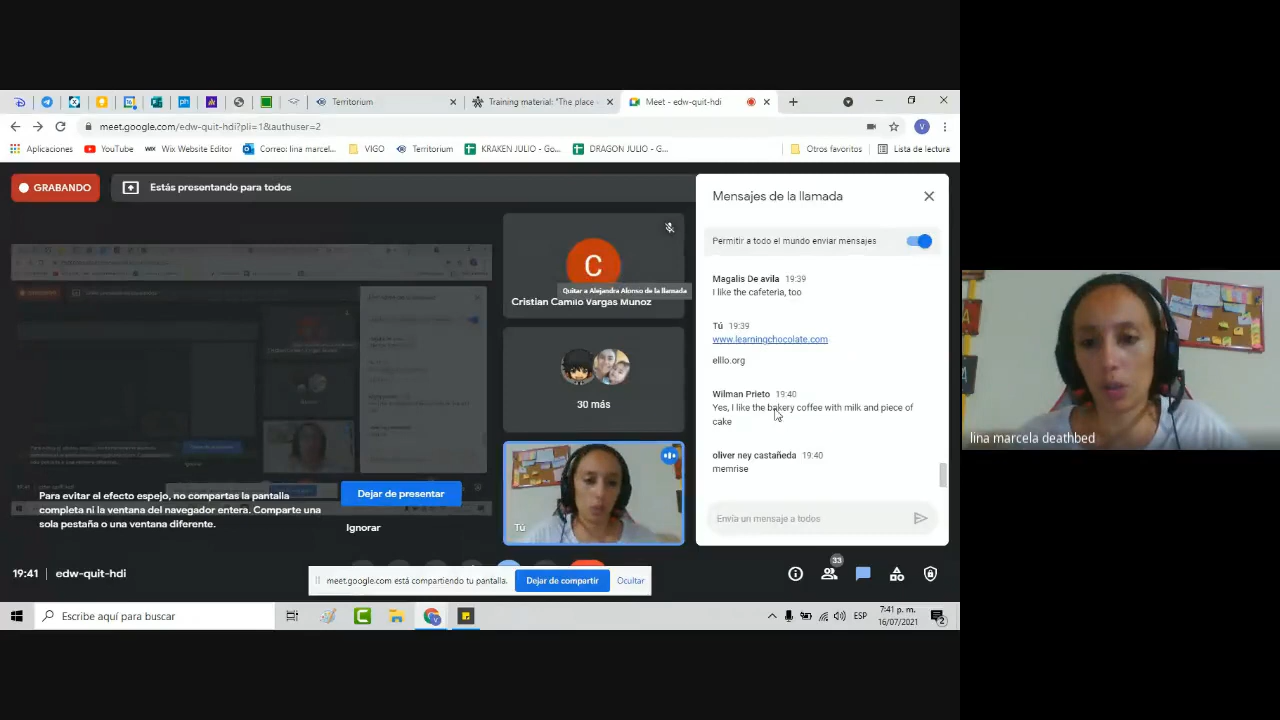 Territorium
Training material: "The place
Meet - edw-quit-hdi
meet.google.com/edw-quit-hdi?pli=1&authuser=2
Aplicaciones
YouTube
Wix Website Editor
Correo: lina marcel...
VIGO
Territorium
KRAKEN JULIO - Go...
DRAGON JULIO - G...
Otros favoritos
Lista de lectura
GRABANDO
Estás presentando para todos
Quitar a Alejandra Alonso de la llamada
Cristian Camilo Vargas Munoz
30 más
Tú
Para evitar el efecto espejo, no compartas la pantalla
completa ni la ventana del navegador entera. Comparte una
sola pestaña o una ventana diferente.
Dejar de presentar
Ignorar
Mensajes de la llamada
Permitir a todo el mundo enviar mensajes
Magalis De avila 19:39
I like the cafeteria, too
Tú 19:39
www.learningchocolate.com
elllo.org
Wilman Prieto 19:40
Yes, I like the bakery coffee with milk and piece of
cake
oliver ney castañeda 19:40
memrise
Envía un mensaje a todos
lina marcela deathbed
19:41 | edw-quit-hdi
meet.google.com está compartiendo tu pantalla.
Dejar de compartir
Ocultar
33
Escribe aquí para buscar
ESP
7:41 p. m.
16/07/2021
2